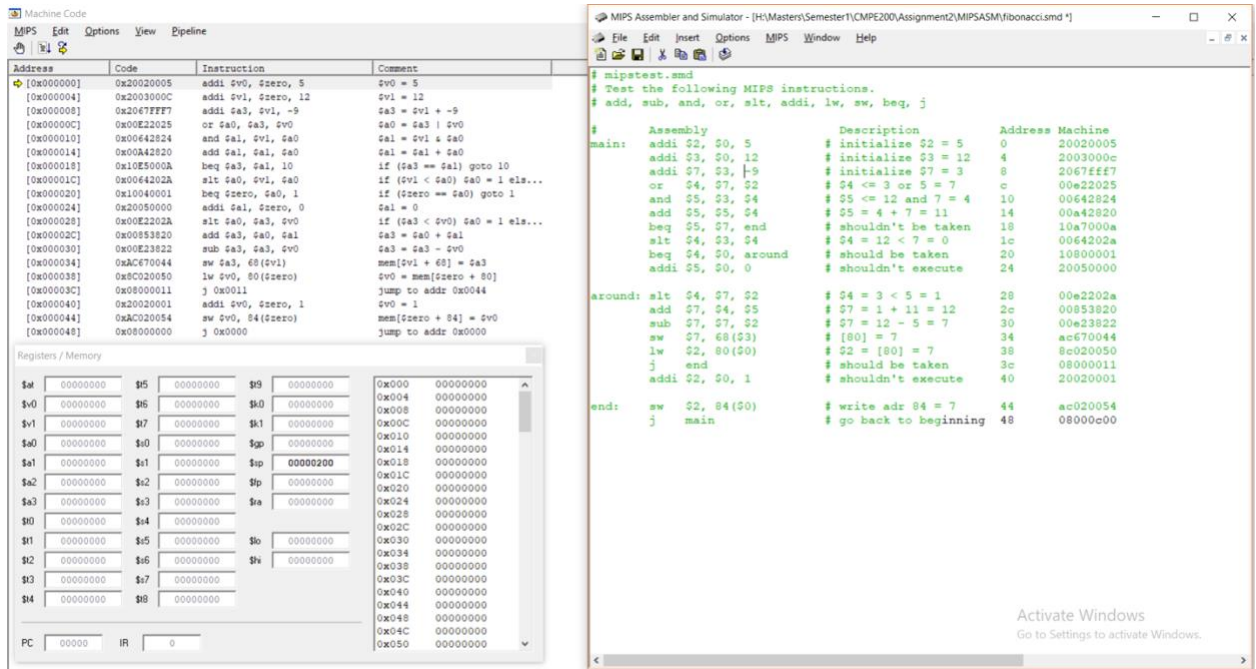 Machine Code
MIPS Edit Options View Pipeline
Address Code Instruction Comment
[0x000000] 0x20020005 addi $v0, $zero, 5 $v0 = 5
[0x000004] 0x2003000C addi $v1, $zero, 12 $v1 = 12
[0x000008] 0x2067FFF7 addi $a3, $v1, -9 $a3 = $v1 + -9
[0x00000C] 0x00E22025 or $a0, $a3, $v0 $a0 = $a3 | $v0
[0x000010] 0x00642824 and $a1, $v1, $a0 $a1 = $v1 & $a0
[0x000014] 0x00A42820 add $a1, $a1, $a0 $a1 = $a1 + $a0
[0x000018] 0x10E5000A beq $a3, $a1, 10 if ($a3 == $a1) goto 10
[0x00001C] 0x0064202A slt $a0, $v1, $a0 if ($v1 < $a0) $a0 = 1 els...
[0x000020] 0x10040001 beq $zero, $a0, 1 if ($zero == $a0) goto 1
[0x000024] 0x20050000 addi $a1, $zero, 0 $a1 = 0
[0x000028] 0x00E2202A slt $a0, $a3, $v0 if ($a3 < $v0) $a0 = 1 els...
[0x00002C] 0x00853820 add $a3, $a0, $a1 $a3 = $a0 + $a1
[0x000030] 0x00E23822 sub $a3, $a3, $v0 $a3 = $a3 - $v0
[0x000034] 0xAC670044 sw $a3, 68($v1) mem[$v1 + 68] = $a3
[0x000038] 0x8C020050 lw $v0, 80($zero) $v0 = mem[$zero + 80]
[0x00003C] 0x08000011 j 0x0011 jump to addr 0x0044
[0x000040] 0x20020001 addi $v0, $zero, 1 $v0 = 1
[0x000044] 0xAC020054 sw $v0, 84($zero) mem[$zero + 84] = $v0
[0x000048] 0x08000000 j 0x0000 jump to addr 0x0000
Registers / Memory
$at 00000000 $t5 00000000 $t9 00000000 0x000 00000000
$v0 00000000 $t6 00000000 $k0 00000000 0x004 00000000
$v1 00000000 $t7 00000000 $k1 00000000 0x008 00000000
$a0 00000000 $s0 00000000 $gp 00000000 0x00C 00000000
$a1 00000000 $s1 00000000 $sp 00000200 0x010 00000000
$a2 00000000 $s2 00000000 $fp 00000000 0x014 00000000
$a3 00000000 $s3 00000000 $ra 00000000 0x018 00000000
$t0 00000000 $s4 00000000 0x01C 00000000
$t1 00000000 $s5 00000000 $lo 00000000 0x020 00000000
$t2 00000000 $s6 00000000 $hi 00000000 0x024 00000000
$t3 00000000 $s7 00000000 0x028 00000000
$t4 00000000 $t8 00000000 0x02C 00000000
0x030 00000000
0x034 00000000
0x038 00000000
0x03C 00000000
0x040 00000000
0x044 00000000
0x048 00000000
0x04C 00000000
0x050 00000000
PC 00000 IR 0
MIPS Assembler and Simulator - [H:\Masters\Semester1\CMPE200\Assignment2\MIPSASM\fibonacci.smd *]
File Edit Insert Options MIPS Window Help
# mipstest.smd
# Test the following MIPS instructions.
# add, sub, and, or, slt, addi, lw, sw, beq, j
# Assembly Description Address Machine
main: addi $2, $0, 5 # initialize $2 = 5 0 20020005
addi $3, $0, 12 # initialize $3 = 12 4 2003000c
addi $7, $3, -9 # initialize $7 = 3 8 2067fff7
or $4, $7, $2 # $4 <= 3 or 5 = 7 c 00e22025
and $5, $3, $4 # $5 <= 12 and 7 = 4 10 00642824
add $5, $5, $4 # $5 = 4 + 7 = 11 14 00a42820
beq $5, $7, end # shouldn't be taken 18 10a7000a
slt $4, $3, $4 # $4 = 12 < 7 = 0 1c 0064202a
beq $4, $0, around # should be taken 20 10800001
addi $5, $0, 0 # shouldn't execute 24 20050000
around: slt $4, $7, $2 # $4 = 3 < 5 = 1 28 00e2202a
add $7, $4, $5 # $7 = 1 + 11 = 12 2c 00853820
sub $7, $7, $2 # $7 = 12 - 5 = 7 30 00e23822
sw $7, 68($3) # [80] = 7 34 ac670044
lw $2, 80($0) # $2 = [80] = 7 38 8c020050
j end # should be taken 3c 08000011
addi $2, $0, 1 # shouldn't execute 40 20020001
end: sw $2, 84($0) # write adr 84 = 7 44 ac020054
j main # go back to beginning 48 08000c00
Activate Windows
Go to Settings to activate Windows.